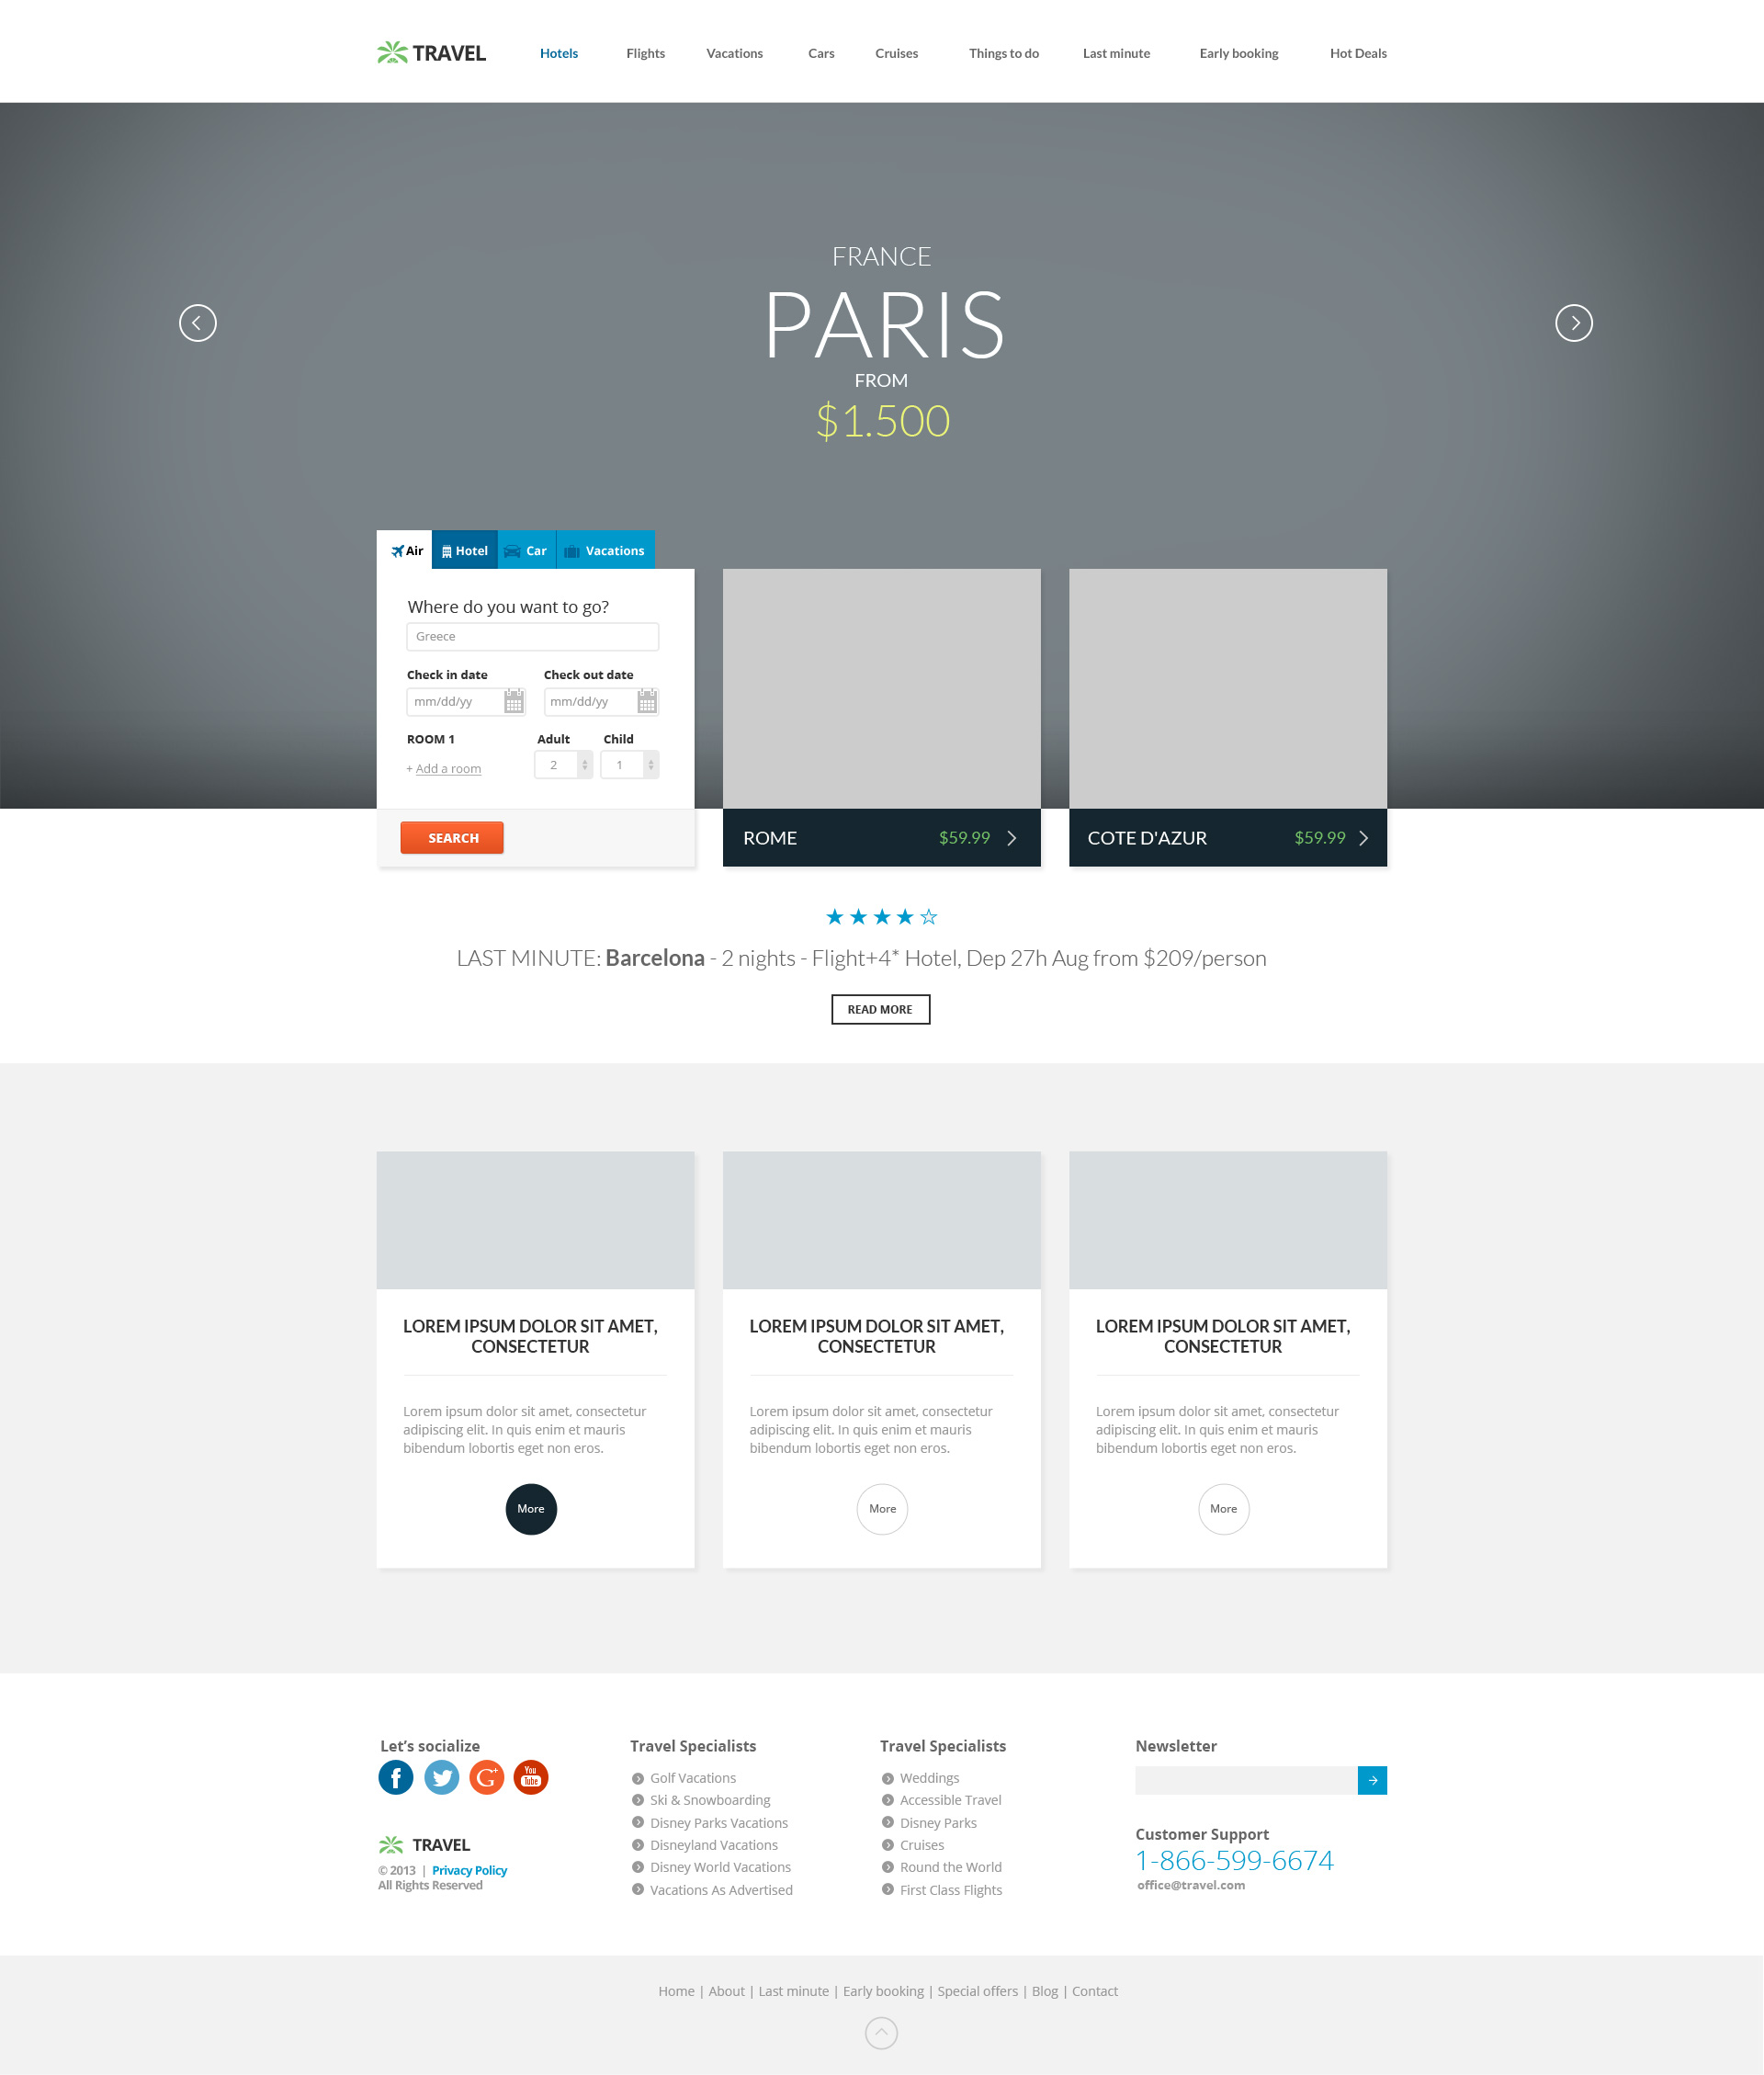 TRAVEL Hotels Flights Vacations Cars Cruises Things to do Last minute Early booking Hot Deals
FRANCE
PARIS
FROM
$1.500
Air Hotel Car Vacations
Where do you want to go?
Greece
Check in date Check out date
mm/dd/yy mm/dd/yy
ROOM 1 Adult Child
+ Add a room 2 1
SEARCH
ROME $59.99
COTE D'AZUR $59.99
LAST MINUTE: Barcelona - 2 nights - Flight+4* Hotel, Dep 27h Aug from $209/person
READ MORE
LOREM IPSUM DOLOR SIT AMET,
CONSECTETUR
Lorem ipsum dolor sit amet, consectetur
adipiscing elit. In quis enim et mauris
bibendum lobortis eget non eros.
More
LOREM IPSUM DOLOR SIT AMET,
CONSECTETUR
Lorem ipsum dolor sit amet, consectetur
adipiscing elit. In quis enim et mauris
bibendum lobortis eget non eros.
More
LOREM IPSUM DOLOR SIT AMET,
CONSECTETUR
Lorem ipsum dolor sit amet, consectetur
adipiscing elit. In quis enim et mauris
bibendum lobortis eget non eros.
More
Let's socialize
f G+ You Tube
TRAVEL
© 2013 | Privacy Policy
All Rights Reserved
Travel Specialists
Golf Vacations
Ski & Snowboarding
Disney Parks Vacations
Disneyland Vacations
Disney World Vacations
Vacations As Advertised
Travel Specialists
Weddings
Accessible Travel
Disney Parks
Cruises
Round the World
First Class Flights
Newsletter
Customer Support
1-866-599-6674
office@travel.com
Home | About | Last minute | Early booking | Special offers | Blog | Contact